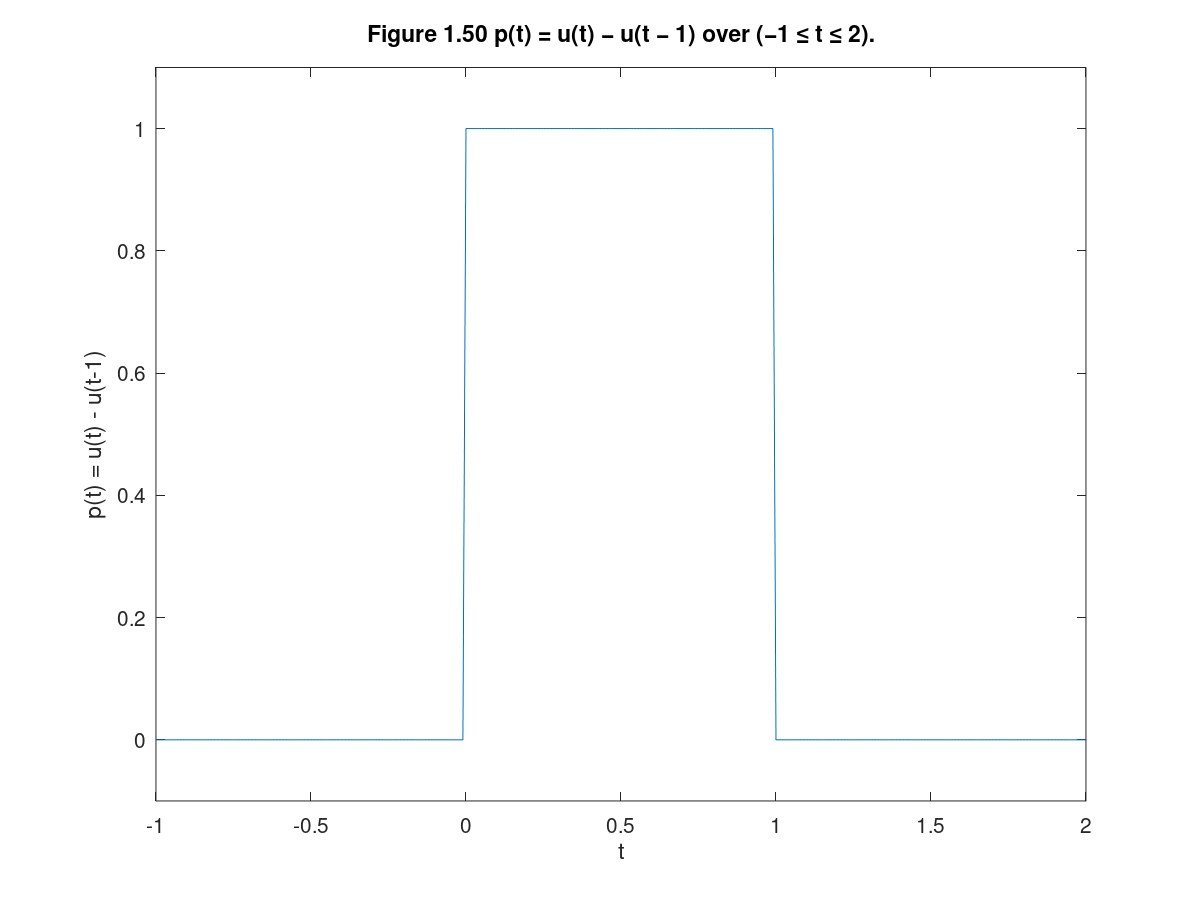 Figure 1.50 p(t) = u(t) − u(t − 1) over (−1 ≤ t ≤ 2).
1
0.8
0.6
0.4
0.2
0
p(t) = u(t) - u(t-1)
-1 -0.5 0 0.5 1 1.5 2
t